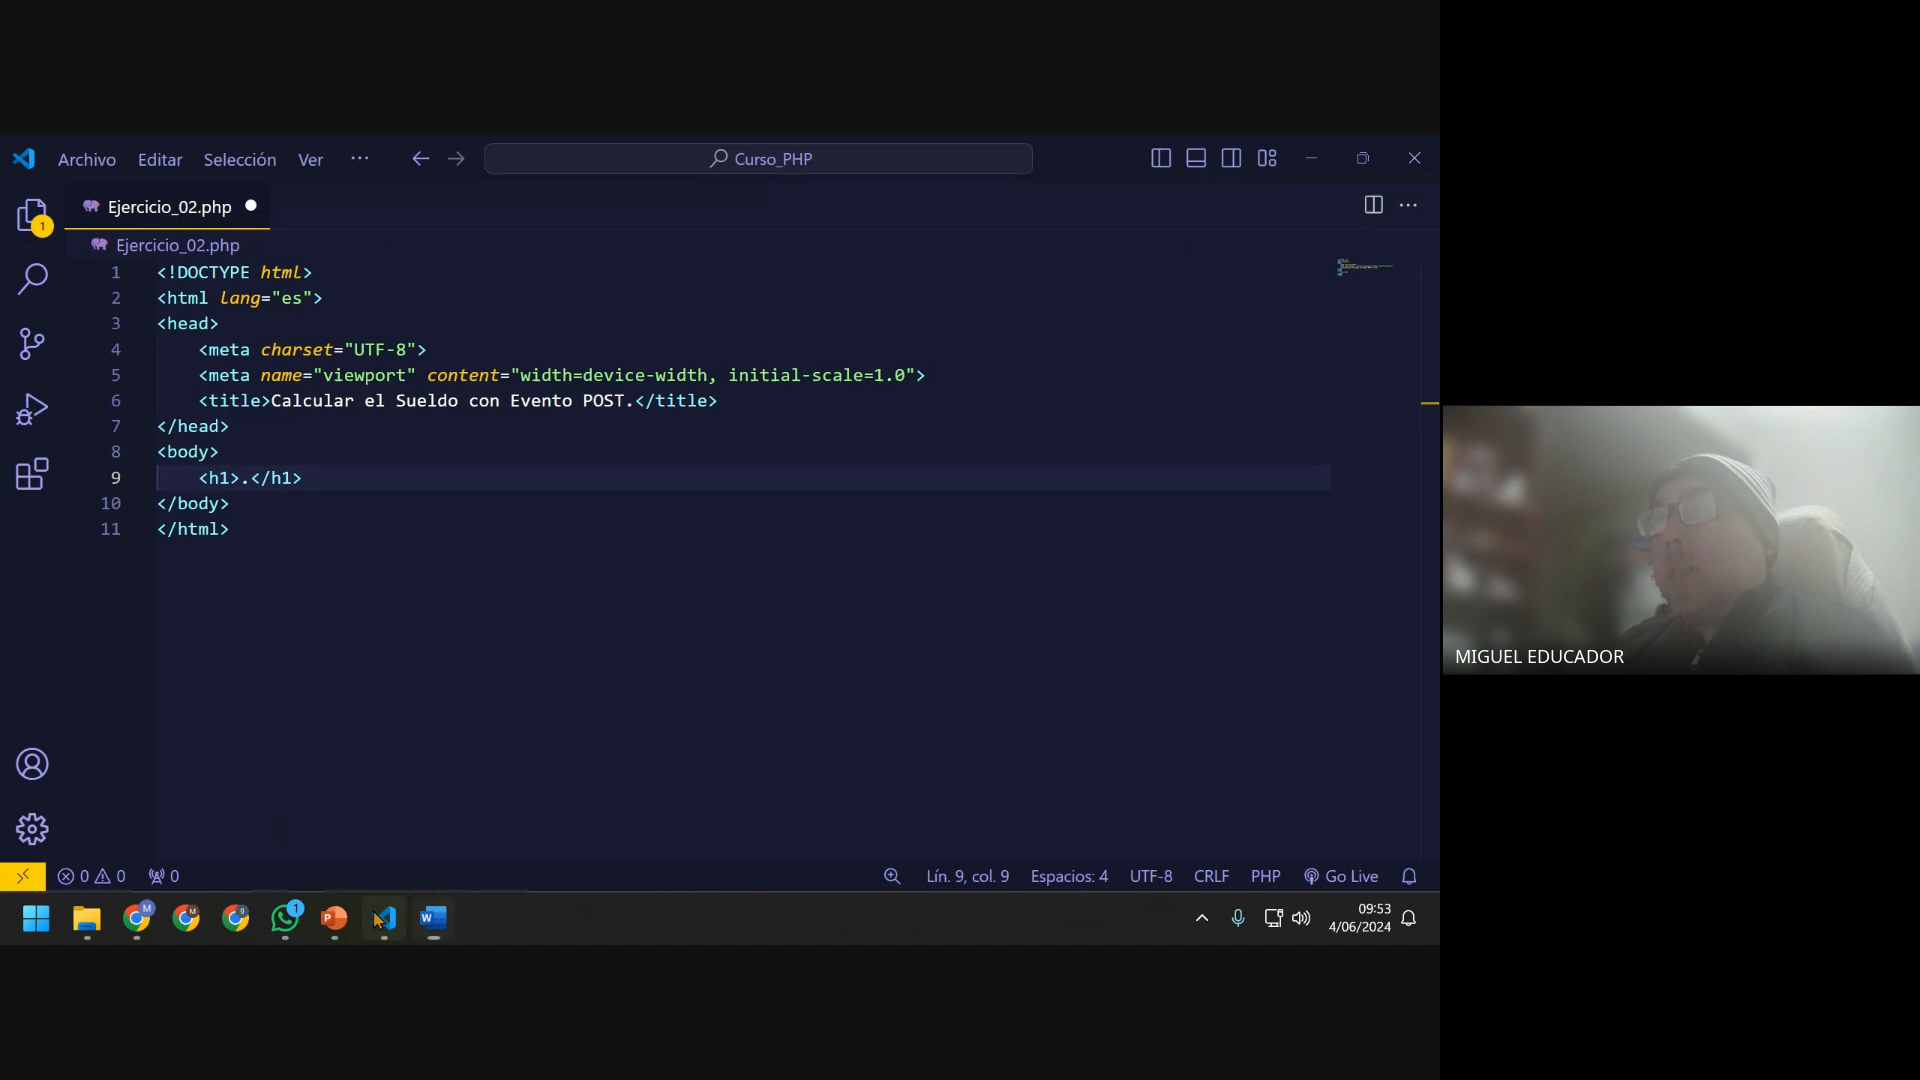 Archivo Editar Selección Ver ··· Curso_PHP
1
Ejercicio_02.php
Ejercicio_02.php
1 <!DOCTYPE html>
2 <html lang="es">
3 <head>
4 <meta charset="UTF-8">
5 <meta name="viewport" content="width=device-width, initial-scale=1.0">
6 <title>Calcular el Sueldo con Evento POST.</title>
7 </head>
8 <body>
9 <h1>.</h1>
10 </body>
11 </html>
MIGUEL EDUCADOR
0 0 0 Lín. 9, col. 9 Espacios: 4 UTF-8 CRLF PHP Go Live
M M 9 1 P W 09:53
4/06/2024